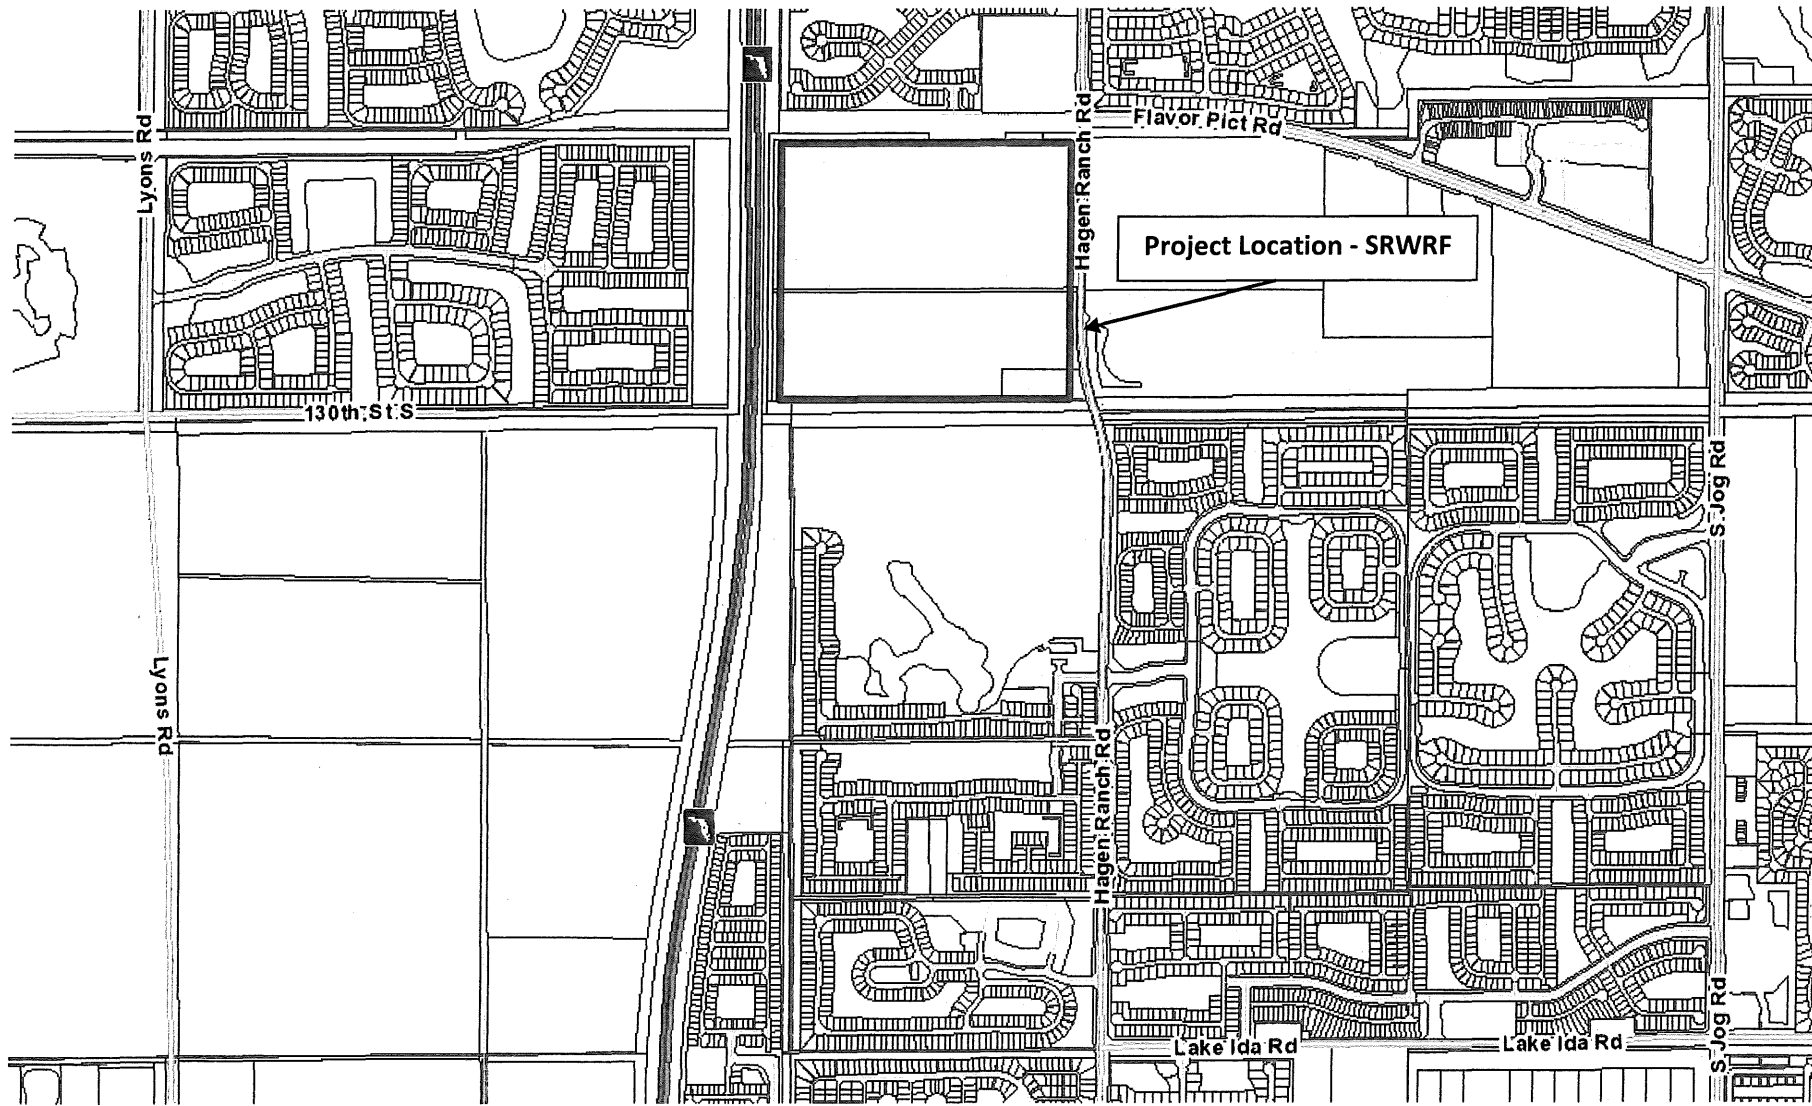 Lyons Rd
Hagen Ranch Rd
Flavor Pict Rd
Project Location - SRWRF
130th St S
S Jog Rd
Lyons Rd
Hagen Ranch Rd
S Jog Rd
Lake Ida Rd
Lake Ida Rd